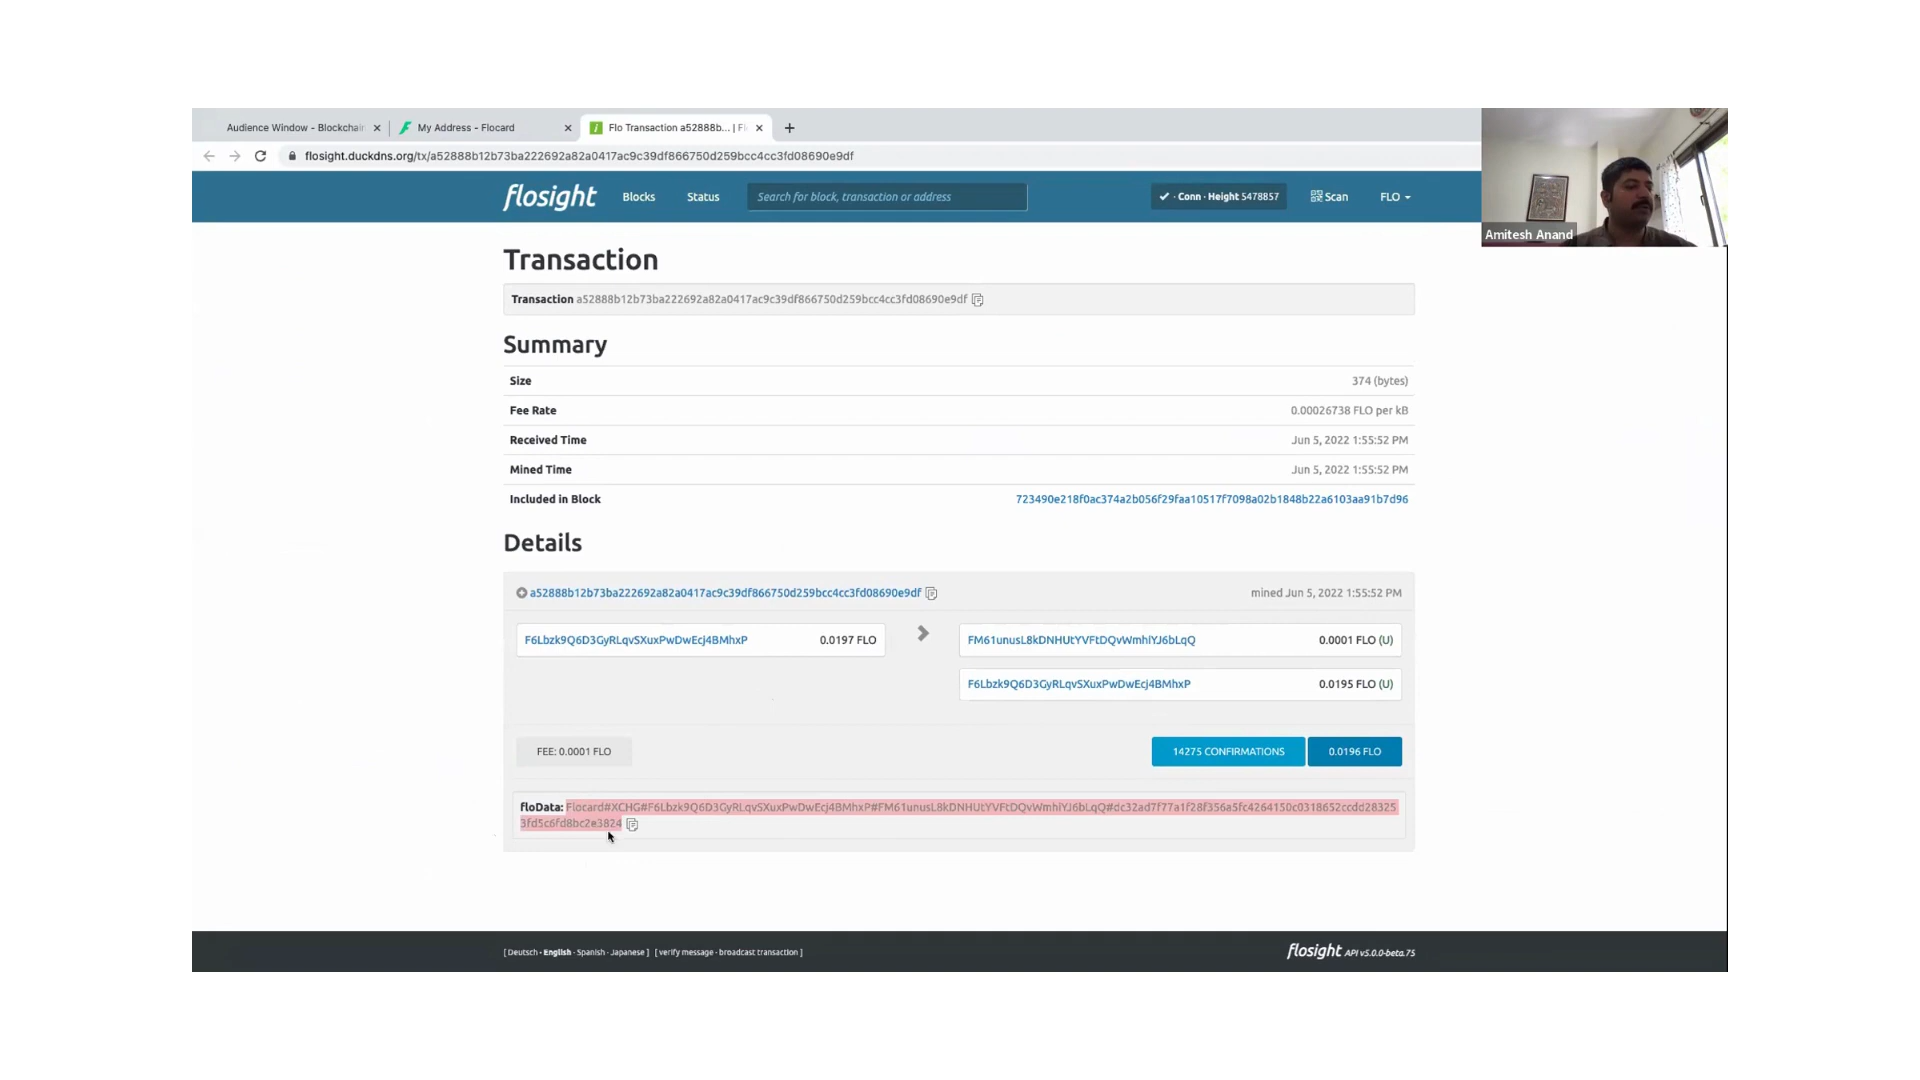 Audience Window - Blockchain
My Address - Flocard
Flo Transaction a52888b... | Fl
flosight.duckdns.org/tx/a52888b12b73ba222692a82a0417ac9c39df866750d259bcc4cc3fd08690e9df
flosight Blocks Status Search for block, transaction or address · Conn · Height 5478857 Scan FLO
Amitesh Anand
Transaction
Transaction a52888b12b73ba222692a82a0417ac9c39df866750d259bcc4cc3fd08690e9df
Summary
Size 374 (bytes)
Fee Rate 0.00026738 FLO per kB
Received Time Jun 5, 2022 1:55:52 PM
Mined Time Jun 5, 2022 1:55:52 PM
Included in Block 723490e218f0ac374a2b056f29faa10517f7098a02b1848b22a6103aa91b7d96
Details
a52888b12b73ba222692a82a0417ac9c39df866750d259bcc4cc3fd08690e9df mined Jun 5, 2022 1:55:52 PM
F6Lbzk9Q6D3GyRLqvSXuxPwDwEcj4BMhxP 0.0197 FLO
FM61unusL8kDNHUtYVFtDQvWmhiYJ6bLqQ 0.0001 FLO (U)
F6Lbzk9Q6D3GyRLqvSXuxPwDwEcj4BMhxP 0.0195 FLO (U)
FEE: 0.0001 FLO 14275 CONFIRMATIONS 0.0196 FLO
floData: Flocard#XCHG#F6Lbzk9Q6D3GyRLqvSXuxPwDwEcj4BMhxP#FM61unusL8kDNHUtYVFtDQvWmhiYJ6bLqQ#dc32ad7f77a1f28f356a5fc4264150c0318652ccdd28325
3fd5c6fd8bc2e3824
[ Deutsch · English · Spanish · Japanese ] [ verify message · broadcast transaction ] flosight API v5.0.0-beta.75